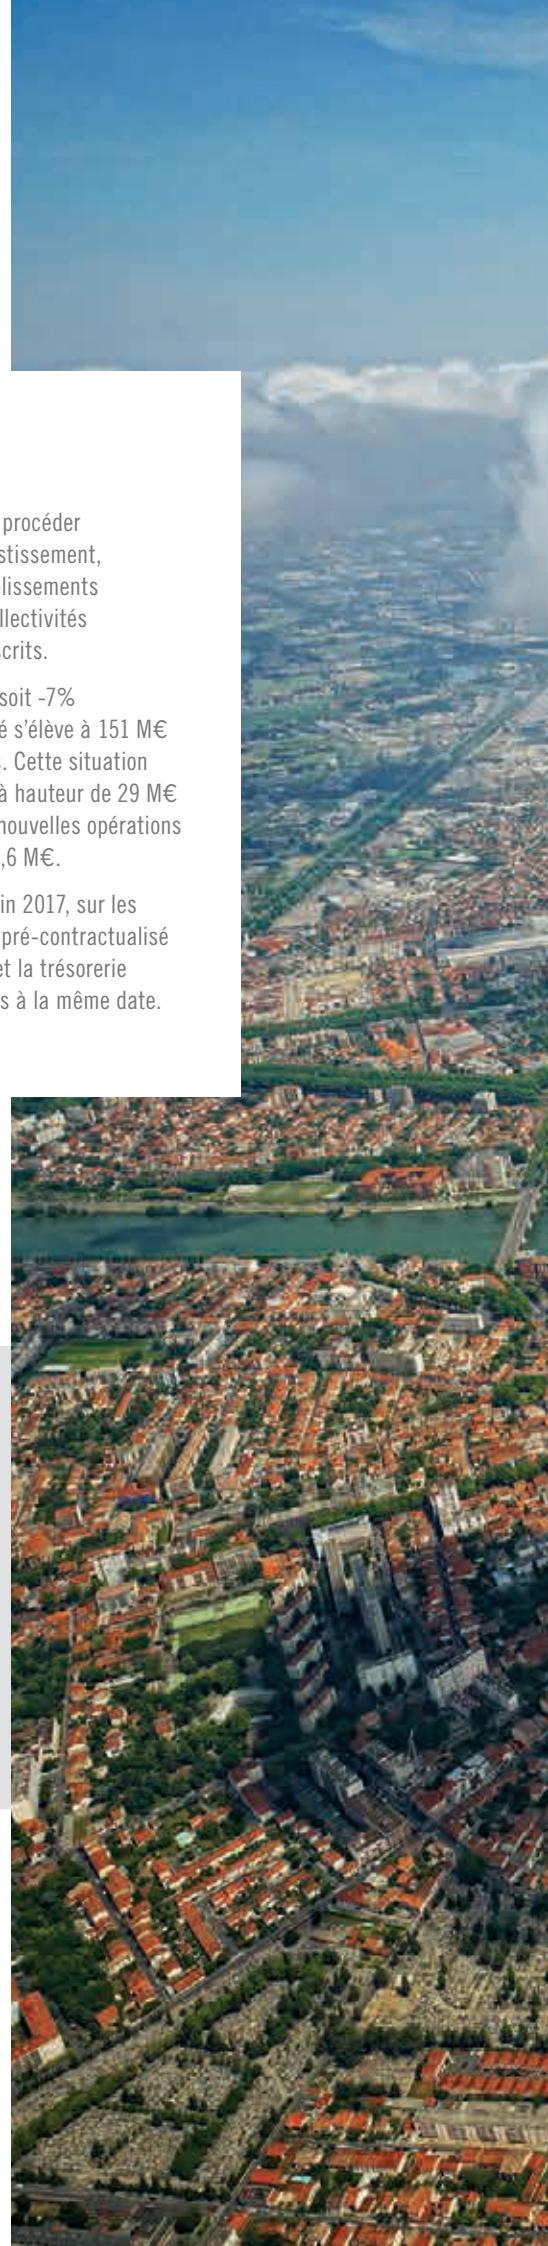 procéder
stissement,
lissements
llectivités
crits.
soit -7%
é s’élève à 151 M€
s. Cette situation
à hauteur de 29 M€
nouvelles opérations
,6 M€.
in 2017, sur les
pré-contractualisé
et la trésorerie
s à la même date.